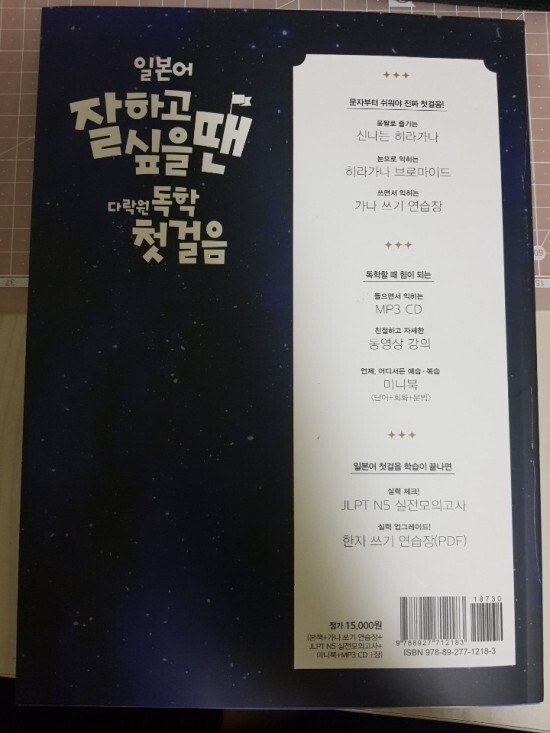 일본어
잘하고
싶을 땐
다락원 독학
첫걸음
문자부터 쉬워야 진짜 첫걸음!
움짤로 즐기는
신나는 히라가나
눈으로 익히는
히라가나 브로마이드
쓰면서 익히는
가나 쓰기 연습장
독학할 때 힘이 되는
들으면서 익히는
MP3 CD
친절하고 자세한
동영상 강의
언제, 어디서든 예습·복습
미니북
(단어+회화+문법)
일본어 첫걸음 학습이 끝나면
실력 체크!
JLPT N5 실전모의고사
실력 업그레이드!
한자 쓰기 연습장(PDF)
정가 15,000원
(본책+가나 쓰기 연습장+
JLPT N5 실전모의고사+
미니북+MP3 CD 1장)
18730
9 788927 712183
ISBN 978-89-277-1218-3
60
15
37